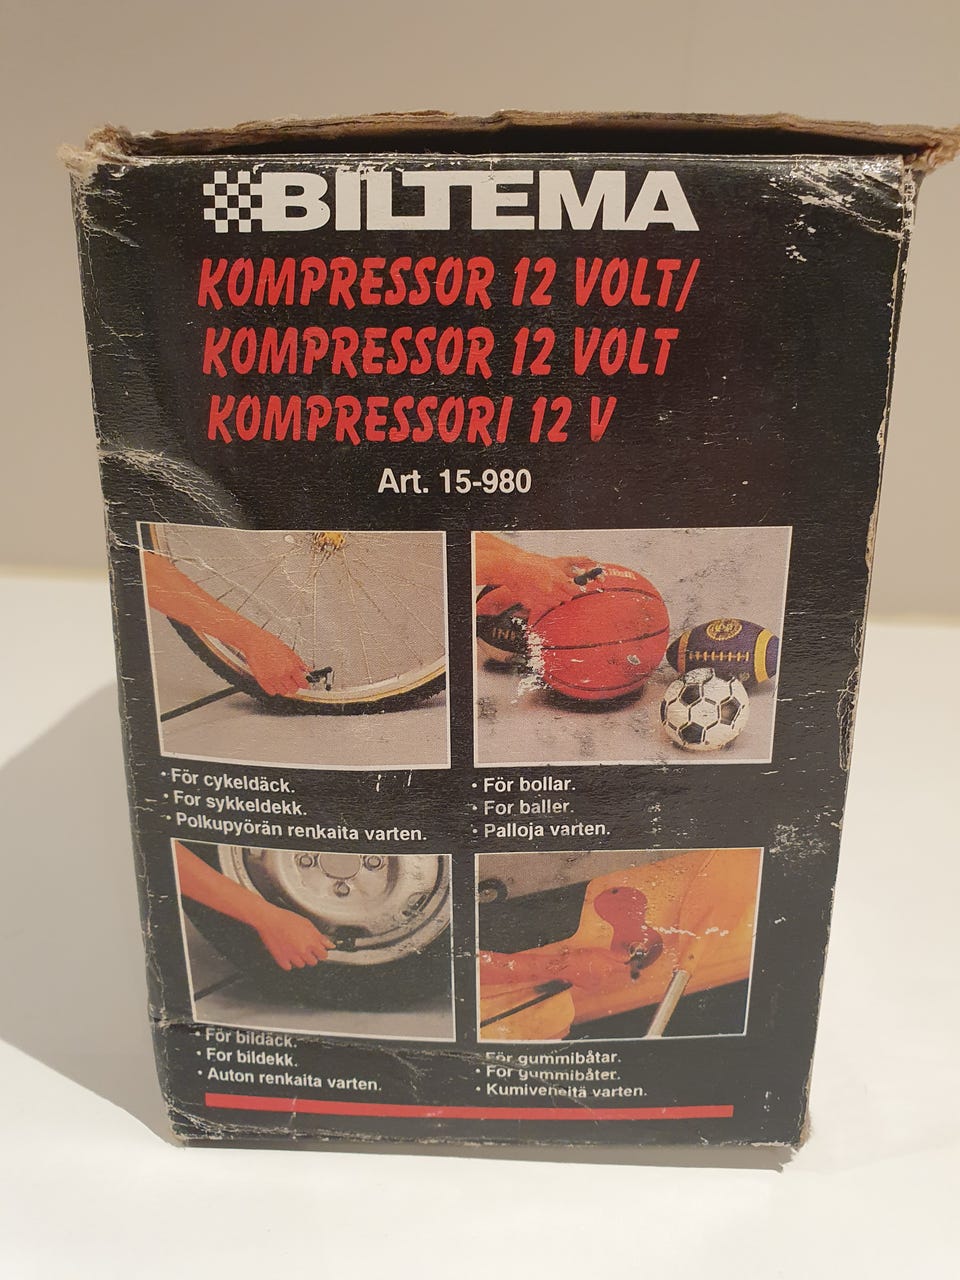 BILTEMA
KOMPRESSOR 12 VOLT/
KOMPRESSOR 12 VOLT
KOMPRESSORI 12 V
Art. 15-980
• För cykeldäck.
• For sykkeldekk.
• Polkupyörän renkaita varten.
• För bollar.
• For baller.
• Palloja varten.
• För bildäck.
• For bildekk.
• Auton renkaita varten.
• För gummibåtar.
• For gummibåter.
• Kumiveneitä varten.